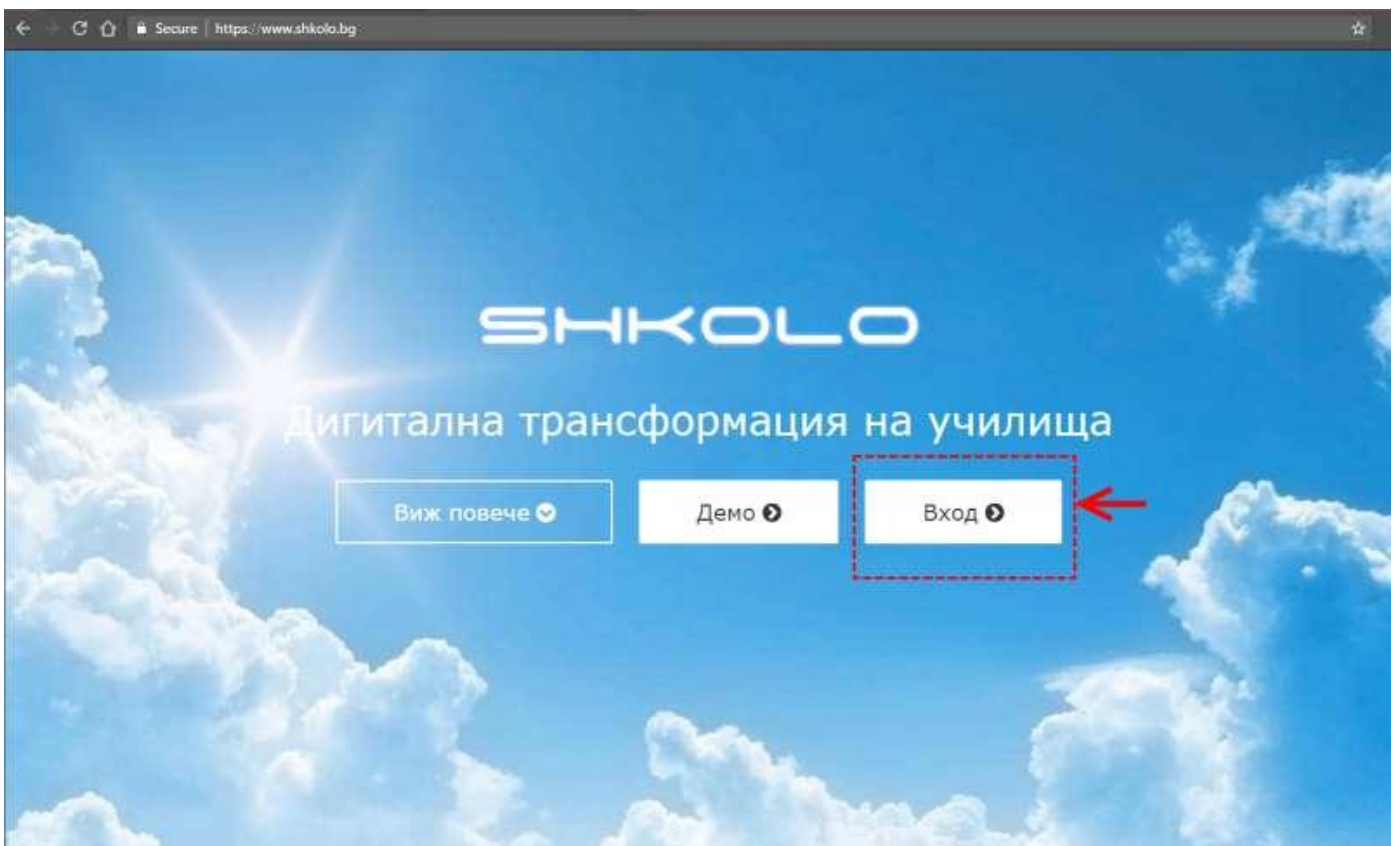 Secure | https://www.shkolo.bg
SHKOLO
Дигитална трансформация на училища
Виж повече
Демо
Вход